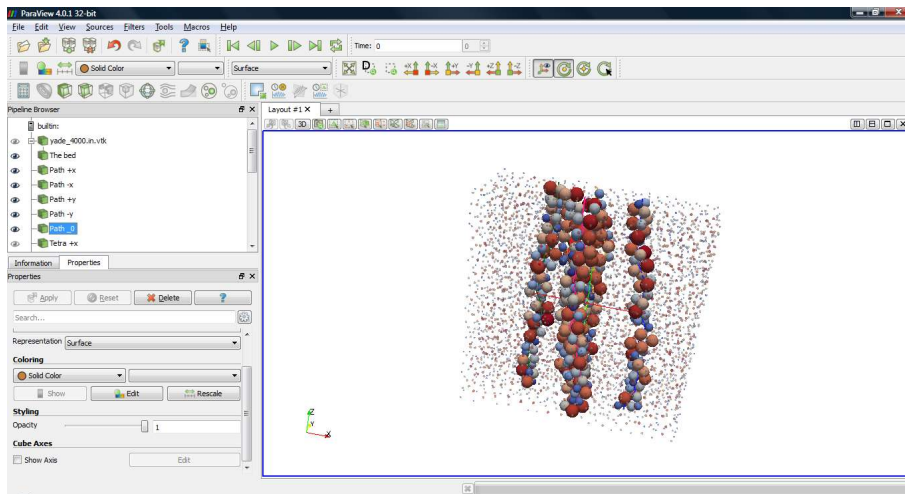 ParaView 4.0.1 32-bit
File Edit View Sources Filters Tools Macros Help
Time: 0 0
Solid Color Surface
+X -X +Y -Y +Z -Z
Pipeline Browser
Layout #1 X +
builtin:
3D
yade_4000.in.vtk
The bed
Path +x
Path -x
Path +y
Path -y
Path _0
Tetra +x
Information Properties
Properties
Apply Reset Delete ?
Search...
Representation Surface
Coloring
Solid Color
Show Edit Rescale
Styling
Opacity 1
Cube Axes
Show Axis Edit
Z
Y
X